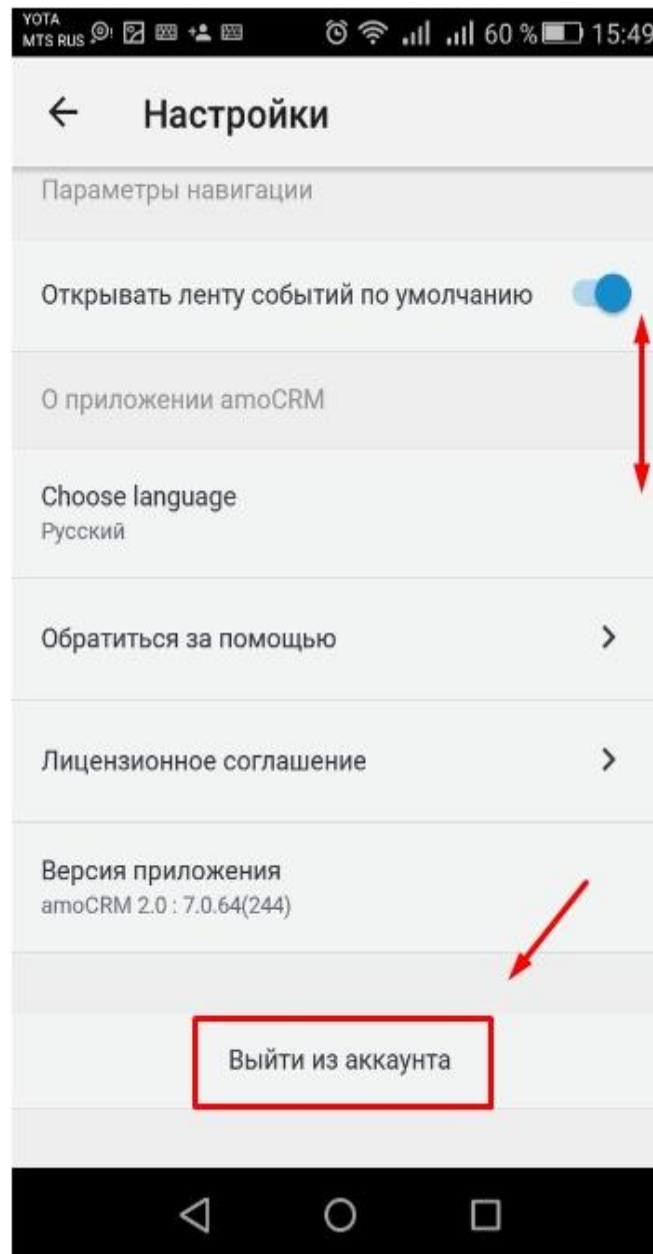 YOTA
MTS RUS 60 % 15:49
Настройки
Параметры навигации
Открывать ленту событий по умолчанию
О приложении amoCRM
Choose language
Русский
Обратиться за помощью
Лицензионное соглашение
Версия приложения
amoCRM 2.0 : 7.0.64(244)
Выйти из аккаунта